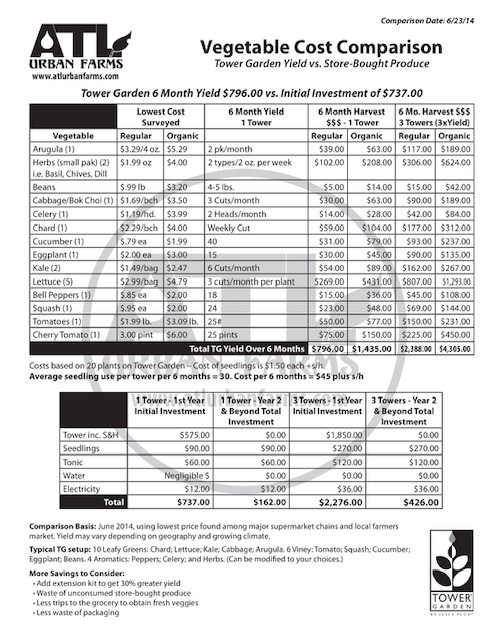 Comparison Date: 6/23/14
ATL
URBAN FARMS
www.atlurbanfarms.com
Vegetable Cost Comparison
Tower Garden Yield vs. Store-Bought Produce
Tower Garden 6 Month Yield $796.00 vs. Initial Investment of $737.00
Lowest Cost Surveyed 6 Month Yield 1 Tower 6 Month Harvest $$$ - 1 Tower 6 Mo. Harvest $$$ 3 Towers (3xYield)
Vegetable Regular Organic Regular Organic Regular Organic
Arugula (1) $3.29/4 oz. $5.29 2 pk/month $39.00 $63.00 $117.00 $189.00
Herbs (small pak) (2) $1.99 oz $4.00 2 types/2 oz. per week $102.00 $208.00 $306.00 $624.00
i.e. Basil, Chives, Dill
Beans $.99 lb $3.20 4-5 lbs. $5.00 $14.00 $15.00 $42.00
Cabbage/Bok Choi (1) $1.69/bch $3.50 3 Cuts/month $30.00 $63.00 $90.00 $189.00
Celery (1) $1.19/hd. $3.99 2 Heads/month $14.00 $28.00 $42.00 $84.00
Chard (1) $2.29/bch $4.00 Weekly Cut $59.00 $104.00 $177.00 $312.00
Cucumber (1) $.79 ea $1.99 40 $31.00 $79.00 $93.00 $237.00
Eggplant (1) $2.00 ea $3.00 15 $30.00 $45.00 $90.00 $135.00
Kale (2) $1.49/bag $2.47 6 Cuts/month $54.00 $89.00 $162.00 $267.00
Lettuce (5) $2.99/bag $4.79 3 cuts/month per plant $269.00 $431.00 $807.00 $1,293.00
Bell Peppers (1) $.85 ea $2.00 18 $15.00 $36.00 $45.00 $108.00
Squash (1) $.95 ea $2.00 24 $23.00 $48.00 $69.00 $144.00
Tomatoes (1) $1.99 lb. $3.09 lb. 25# $50.00 $77.00 $150.00 $231.00
Cherry Tomato (1) 3.00 pint $6.00 25 pints $75.00 $150.00 $225.00 $450.00
Total TG Yield Over 6 Months $796.00 $1,435.00 $2,388.00 $4,305.00
Costs based on 20 plants on Tower Garden – Cost of seedlings is $1.50 each +s/h.
Average seedling use per tower per 6 months = 30. Cost per 6 months = $45 plus s/h
1 Tower - 1st Year Initial Investment 1 Tower - Year 2 & Beyond Total Investment 3 Towers - 1st Year Initial Investment 3 Towers - Year 2 & Beyond Total Investment
Tower inc. S&H $575.00 $0.00 $1,850.00 $0.00
Seedlings $90.00 $90.00 $270.00 $270.00
Tonic $60.00 $60.00 $120.00 $120.00
Water Negligible $ $0.00 $0.00 $0.00
Electricity $12.00 $12.00 $36.00 $36.00
Total $737.00 $162.00 $2,276.00 $426.00
Comparison Basis: June 2014, using lowest price found among major supermarket chains and local farmers
market. Yield may vary depending on geography and growing climate.
Typical TG setup: 10 Leafy Greens: Chard; Lettuce; Kale; Cabbage; Arugula. 6 Viney: Tomato; Squash; Cucumber;
Eggplant; Beans. 4 Aromatics: Peppers; Celery; and Herbs. (Can be modified to your choices.)
More Savings to Consider:
• Add extension kit to get 30% greater yield
• Waste of unconsumed store-bought produce
• Less trips to the grocery to obtain fresh veggies
• Less waste of packaging
TOWER
GARDEN
BY JUICE PLUS+
ATL
URBAN FARMS
www.atlurbanfarms.com